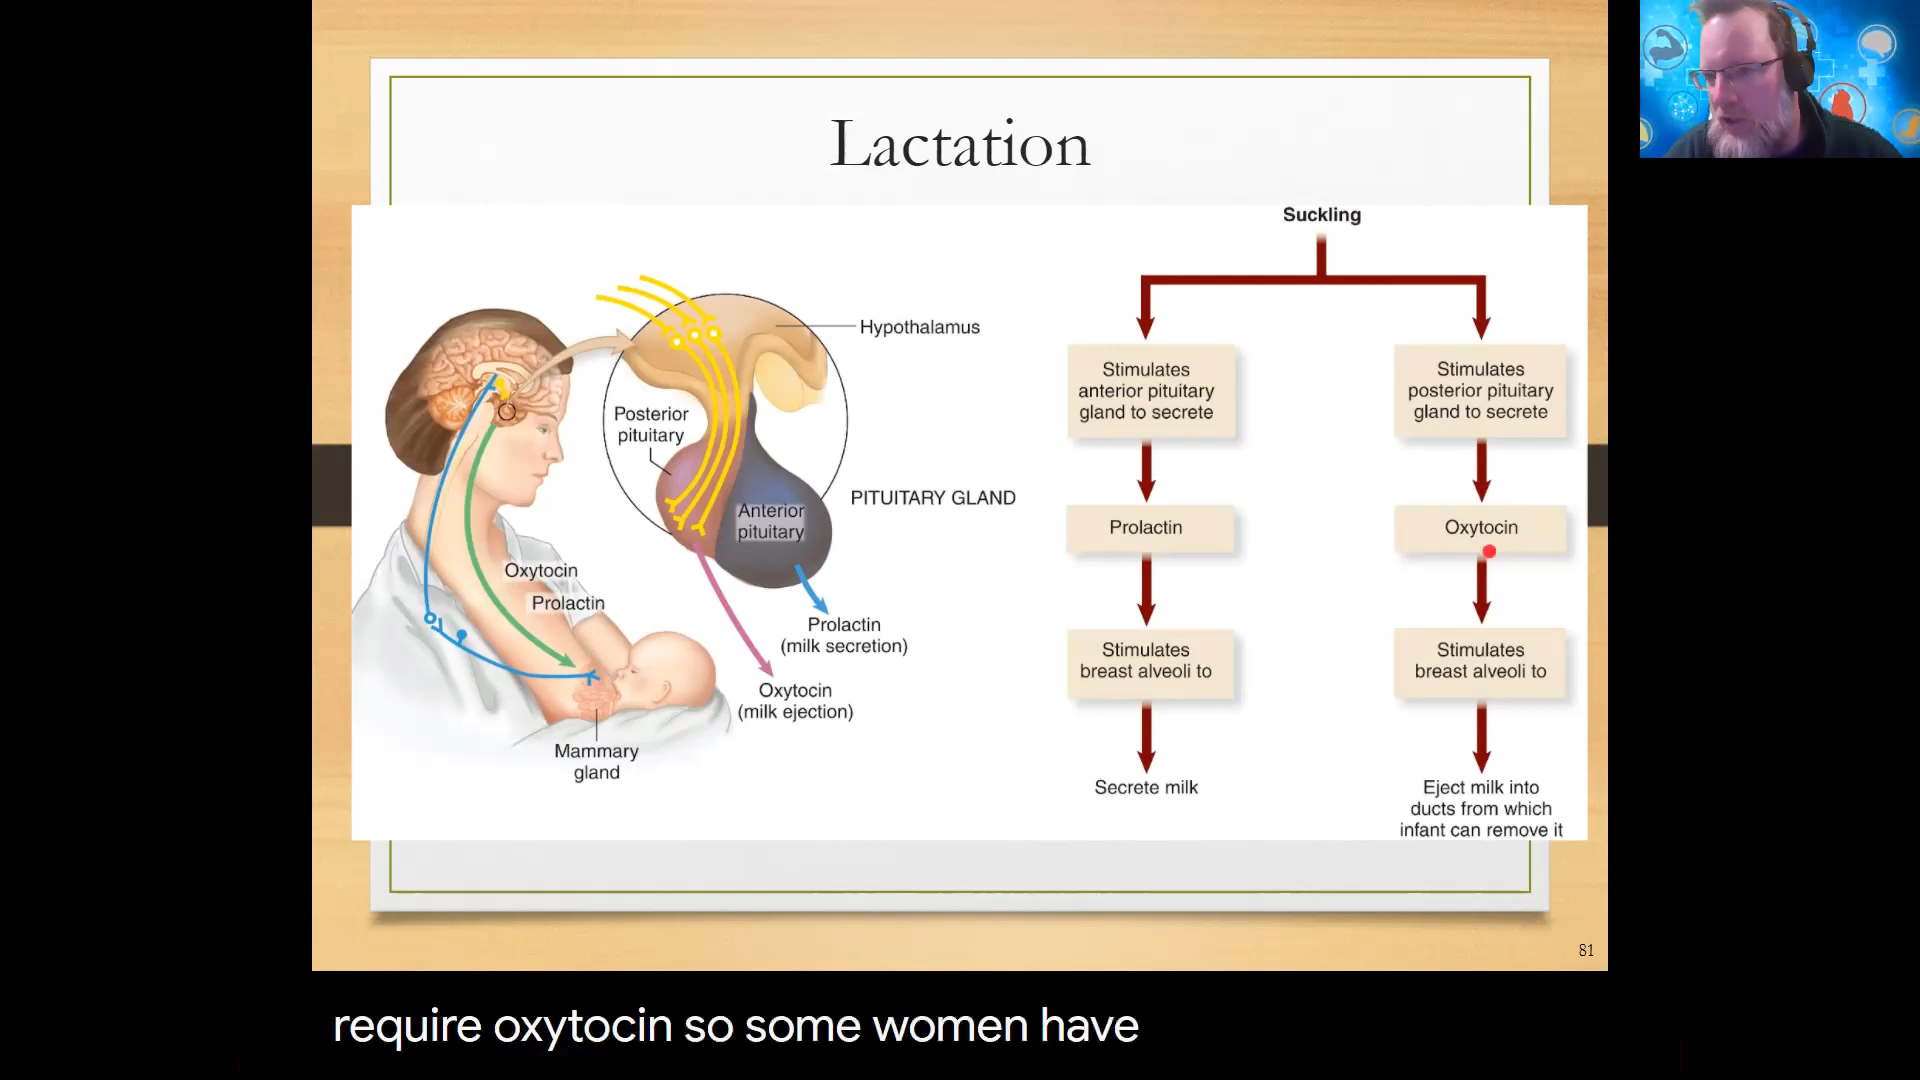 Lactation
Hypothalamus
Posterior
pituitary
PITUITARY GLAND
Anterior
pituitary
Oxytocin
Prolactin
Prolactin
(milk secretion)
Oxytocin
(milk ejection)
Mammary
gland
Suckling
Stimulates
anterior pituitary
gland to secrete
Prolactin
Stimulates
breast alveoli to
Secrete milk
Stimulates
posterior pituitary
gland to secrete
Oxytocin
Stimulates
breast alveoli to
Eject milk into
ducts from which
infant can remove it
81
require oxytocin so some women have